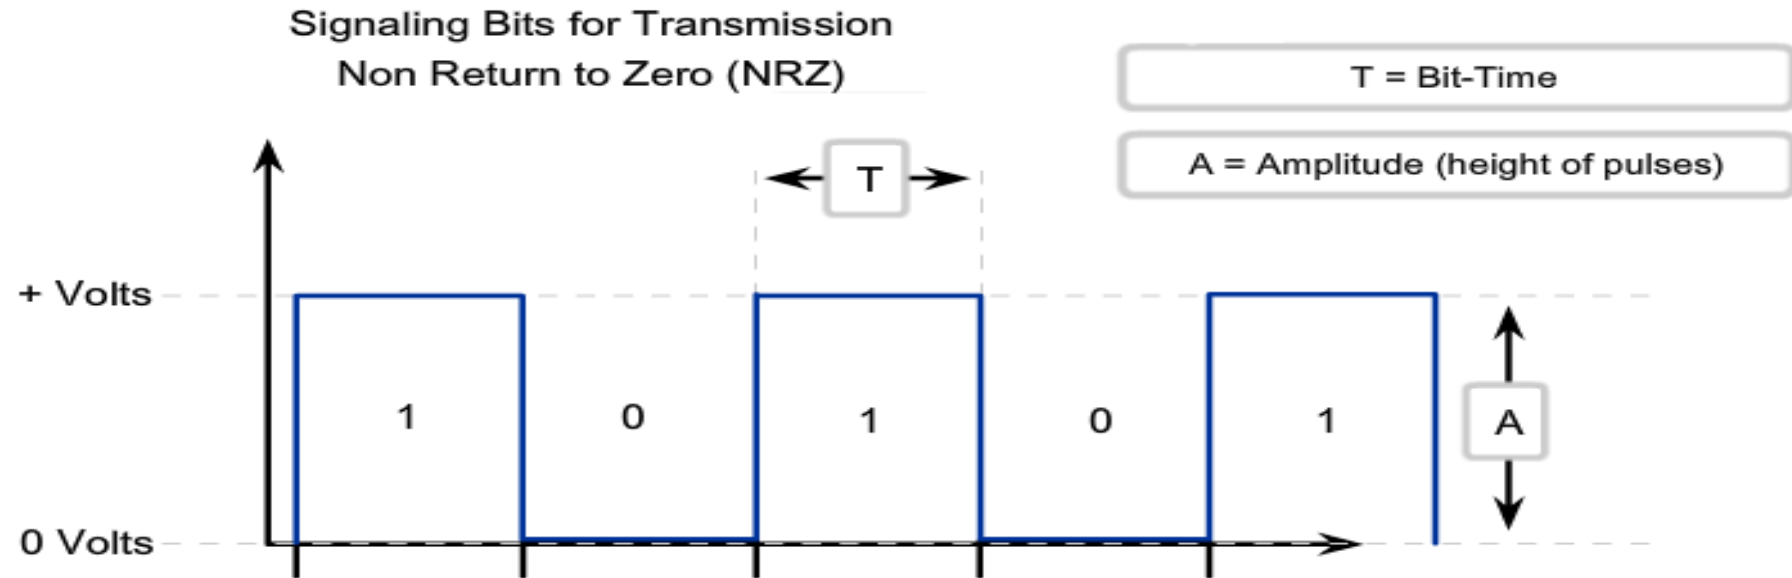 Signaling Bits for Transmission
Non Return to Zero (NRZ)
T = Bit-Time
A = Amplitude (height of pulses)
T
+ Volts
1 0 1 0 1
A
0 Volts